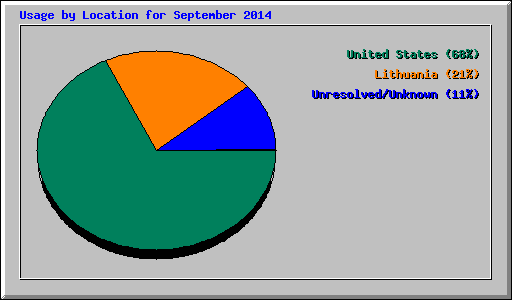 Usage by Location for September 2014
United States (68%)
Lithuania (21%)
Unresolved/Unknown (11%)